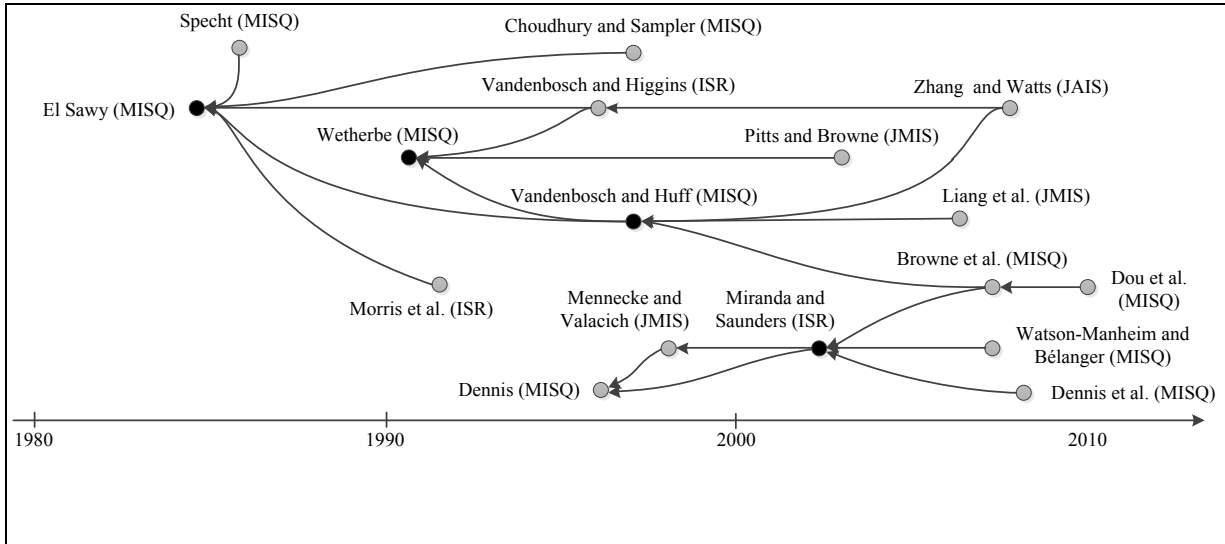 Specht (MISQ)
Choudhury and Sampler (MISQ)
Vandenbosch and Higgins (ISR)
Zhang and Watts (JAIS)
El Sawy (MISQ)
Wetherbe (MISQ)
Pitts and Browne (JMIS)
Vandenbosch and Huff (MISQ)
Liang et al. (JMIS)
Browne et al. (MISQ)
Morris et al. (ISR)
Mennecke and
Valacich (JMIS)
Miranda and
Saunders (ISR)
Dou et al.
(MISQ)
Watson-Manheim and
Bélanger (MISQ)
Dennis (MISQ)
Dennis et al. (MISQ)
1980
1990
2000
2010